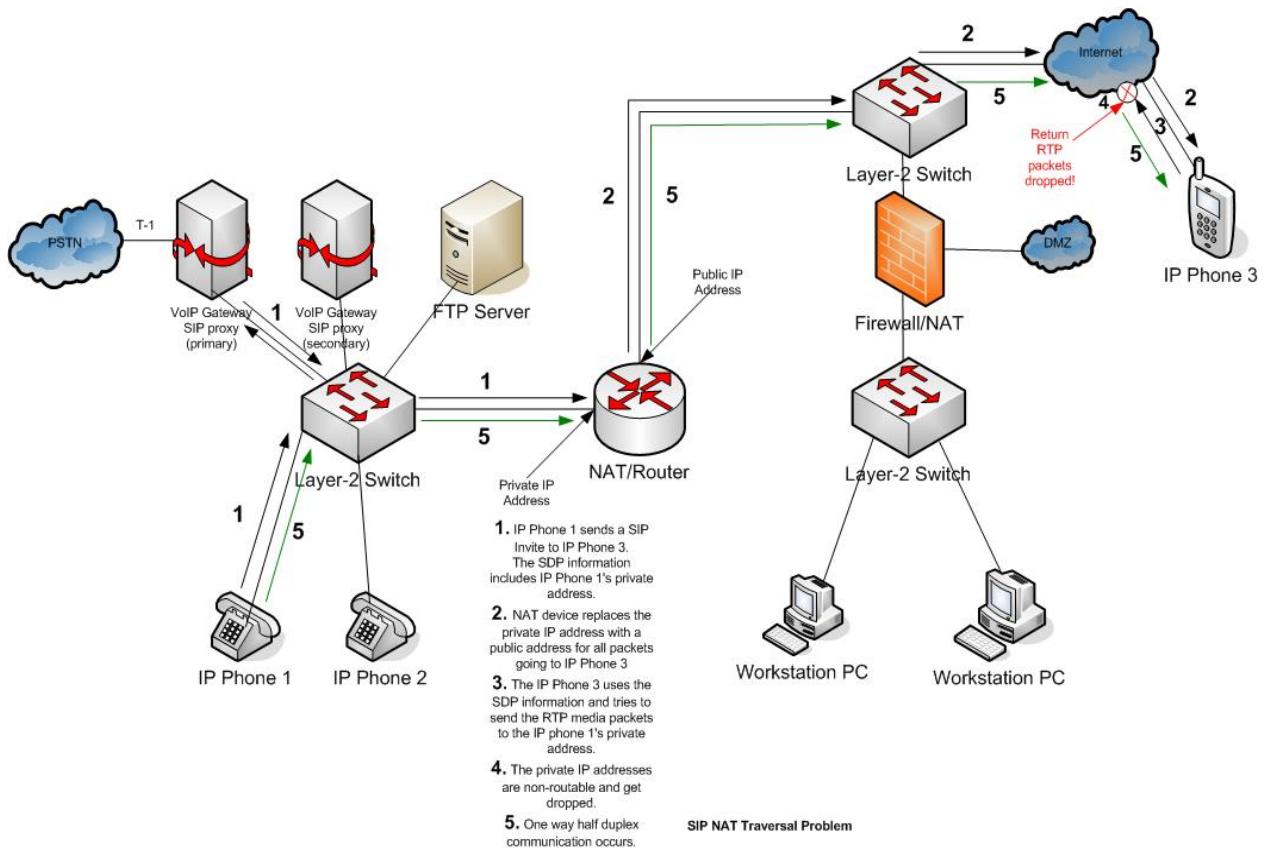 2
Internet
2
5
4
3
5
Return
RTP
packets
dropped!
Layer-2 Switch
2
5
IP Phone 3
DMZ
Firewall/NAT
PSTN
T-1
VoIP Gateway
SIP proxy
(primary)
1
VoIP Gateway
SIP proxy
(secondary)
FTP Server
Public IP
Address
1
5
Layer-2 Switch
NAT/Router
Private IP
Address
Layer-2 Switch
1
5
IP Phone 1
IP Phone 2
Workstation PC
Workstation PC
1. IP Phone 1 sends a SIP
Invite to IP Phone 3.
The SDP information
includes IP Phone 1's private
address.
2. NAT device replaces the
private IP address with a
public address for all packets
going to IP Phone 3
3. The IP Phone 3 uses the
SDP information and tries to
send the RTP media packets
to the IP phone 1's private
address.
4. The private IP addresses
are non-routable and get
dropped.
5. One way half duplex
communication occurs.
SIP NAT Traversal Problem